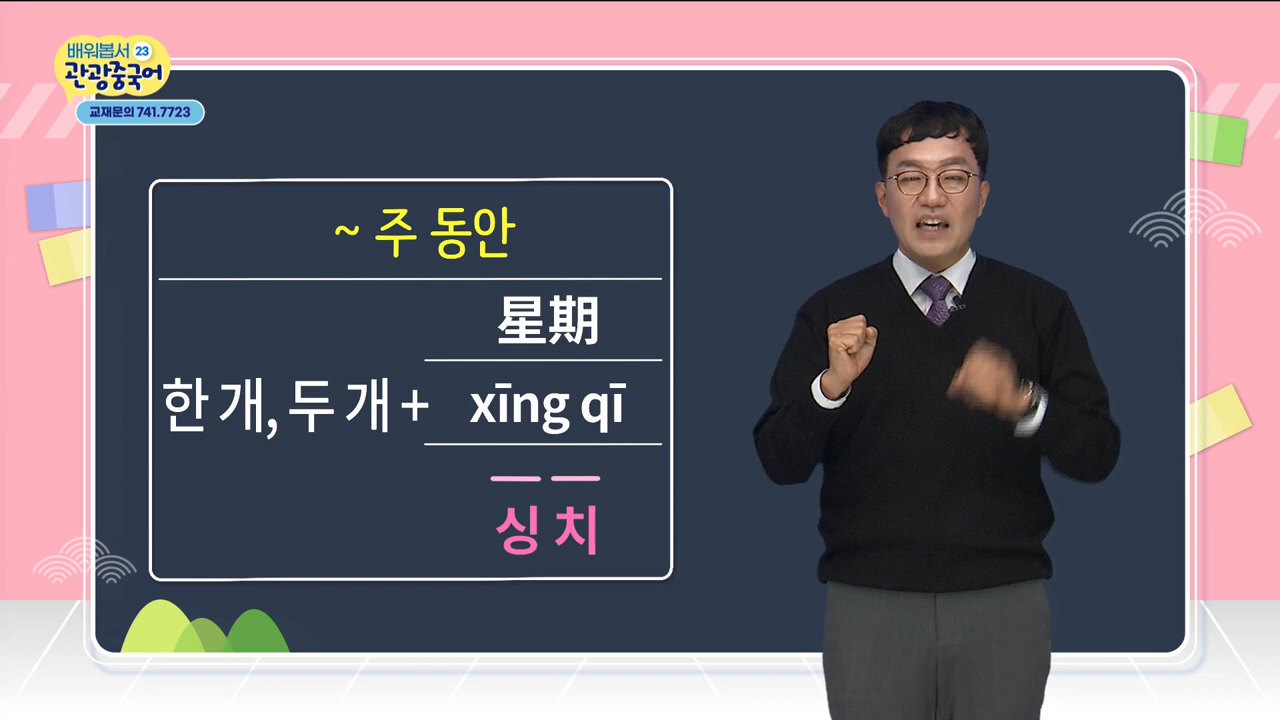 배워봅서 23
관광중국어
교재문의 741.7723
~ 주 동안
星期
한 개, 두 개 + xīng qī
싱 치